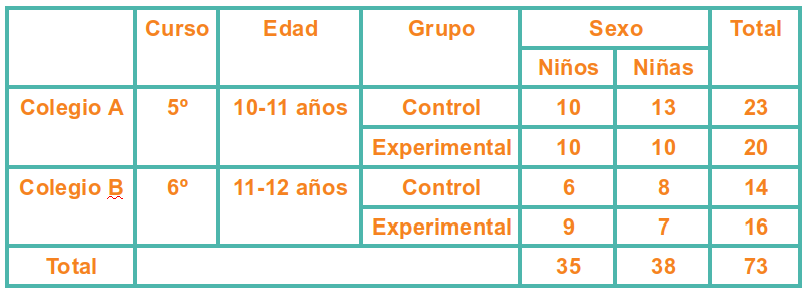 Curso Edad Grupo Sexo Total
Niños Niñas
Colegio A 5º 10-11 años Control 10 13 23
Experimental 10 10 20
Colegio B 6º 11-12 años Control 6 8 14
Experimental 9 7 16
Total 35 38 73